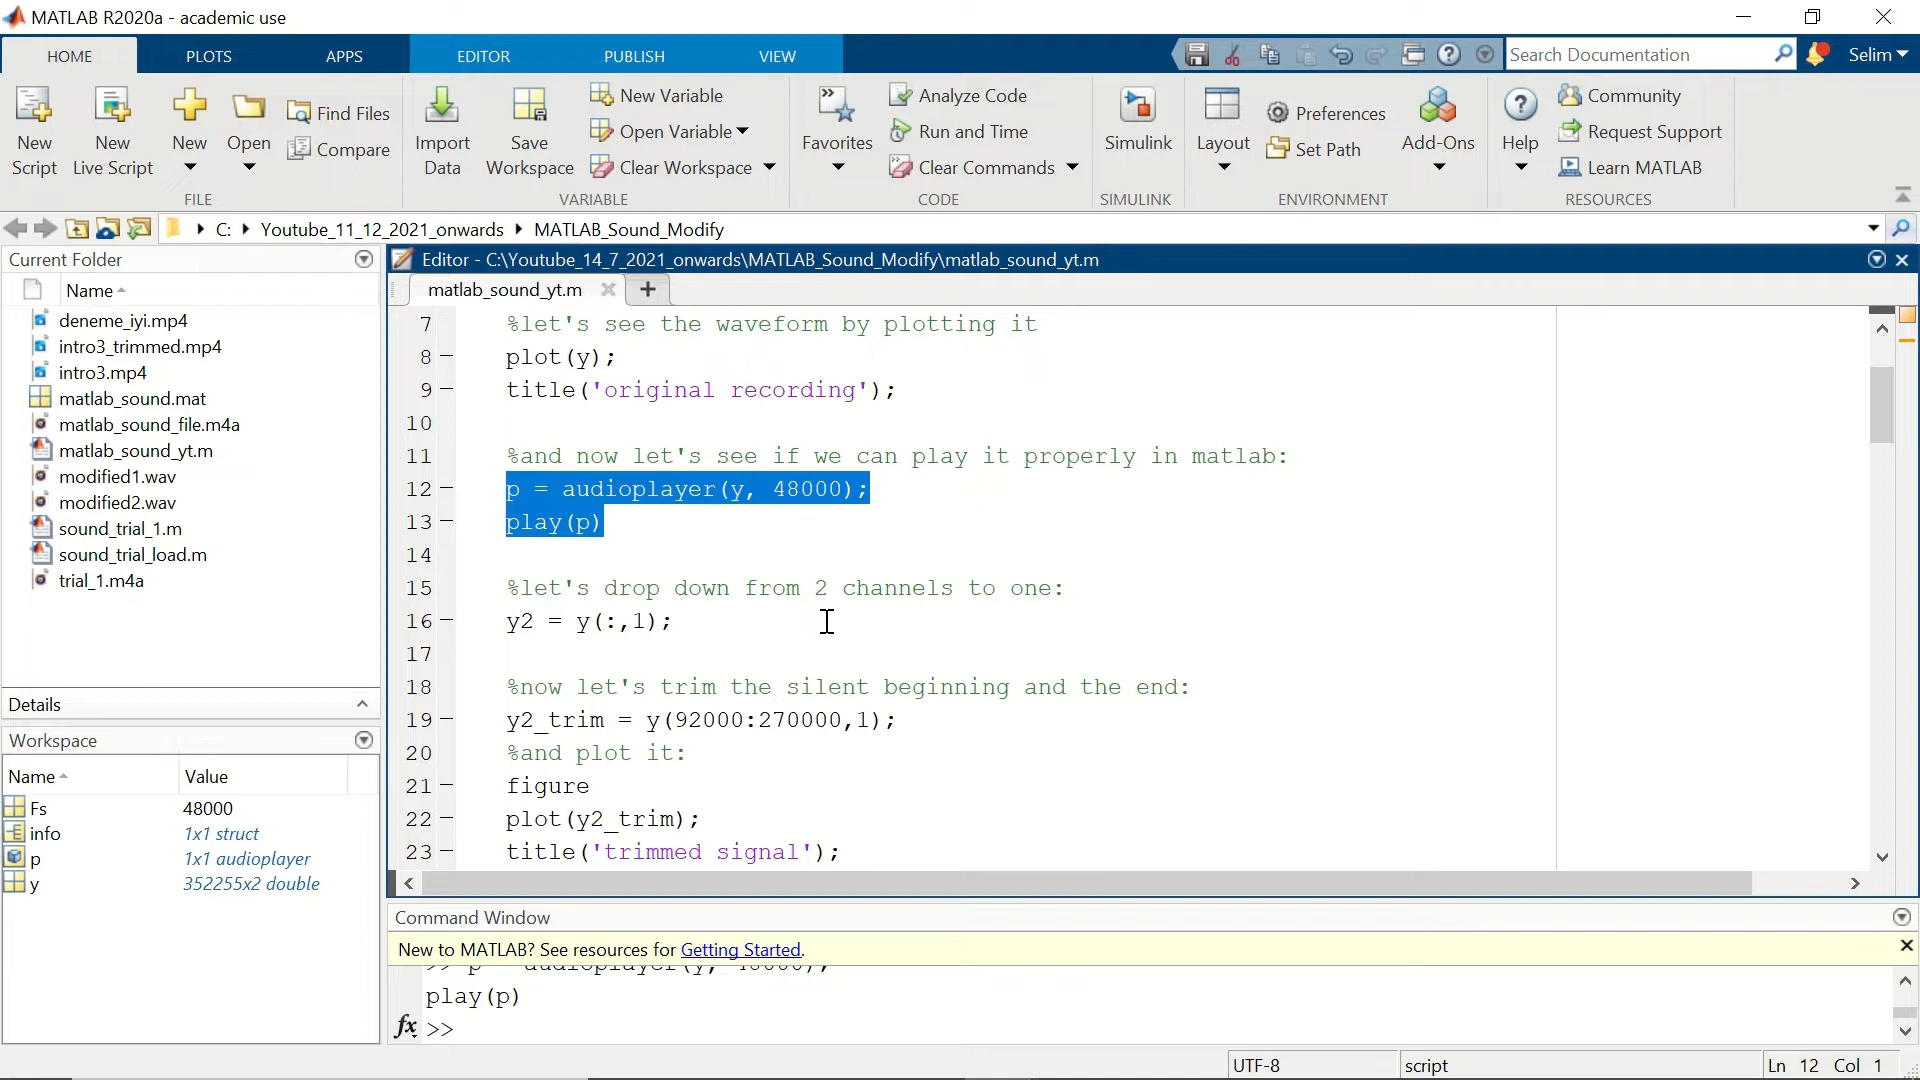 MATLAB R2020a - academic use
HOME PLOTS APPS EDITOR PUBLISH VIEW Search Documentation Selim
New Script
New Live Script
New
Open
Find Files
Compare
FILE
Import Data
Save Workspace
New Variable
Open Variable
Clear Workspace
VARIABLE
Favorites
Analyze Code
Run and Time
Clear Commands
CODE
Simulink
SIMULINK
Layout
Preferences
Set Path
Add-Ons
ENVIRONMENT
Help
Community
Request Support
Learn MATLAB
RESOURCES
C: Youtube_11_12_2021_onwards MATLAB_Sound_Modify
Current Folder
Name
deneme_iyi.mp4
intro3_trimmed.mp4
intro3.mp4
matlab_sound.mat
matlab_sound_file.m4a
matlab_sound_yt.m
modified1.wav
modified2.wav
sound_trial_1.m
sound_trial_load.m
trial_1.m4a
Details
Workspace
Name Value
Fs 48000
info 1x1 struct
p 1x1 audioplayer
y 352255x2 double
Editor - C:\Youtube_14_7_2021_onwards\MATLAB_Sound_Modify\matlab_sound_yt.m
matlab_sound_yt.m
7 %let's see the waveform by plotting it
8 – plot(y);
9 – title('original recording');
10
11 %and now let's see if we can play it properly in matlab:
12 – p = audioplayer(y, 48000);
13 – play(p)
14
15 %let's drop down from 2 channels to one:
16 – y2 = y(:,1);
17
18 %now let's trim the silent beginning and the end:
19 – y2_trim = y(92000:270000,1);
20 %and plot it:
21 – figure
22 – plot(y2_trim);
23 – title('trimmed signal');
Command Window
New to MATLAB? See resources for Getting Started.
>> p = audioplayer(y, 48000);
play(p)
fx >>
UTF-8 script Ln 12 Col 1